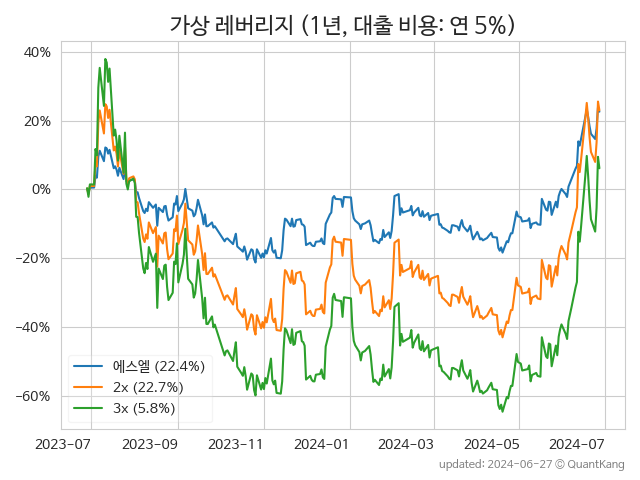 가상 레버리지 (1년, 대출 비용: 연 5%)
40%
20%
0%
−20%
−40%
−60%
에스엘 (22.4%)
2x (22.7%)
3x (5.8%)
2023-07 2023-09 2023-11 2024-01 2024-03 2024-05 2024-07
updated: 2024-06-27 © QuantKang